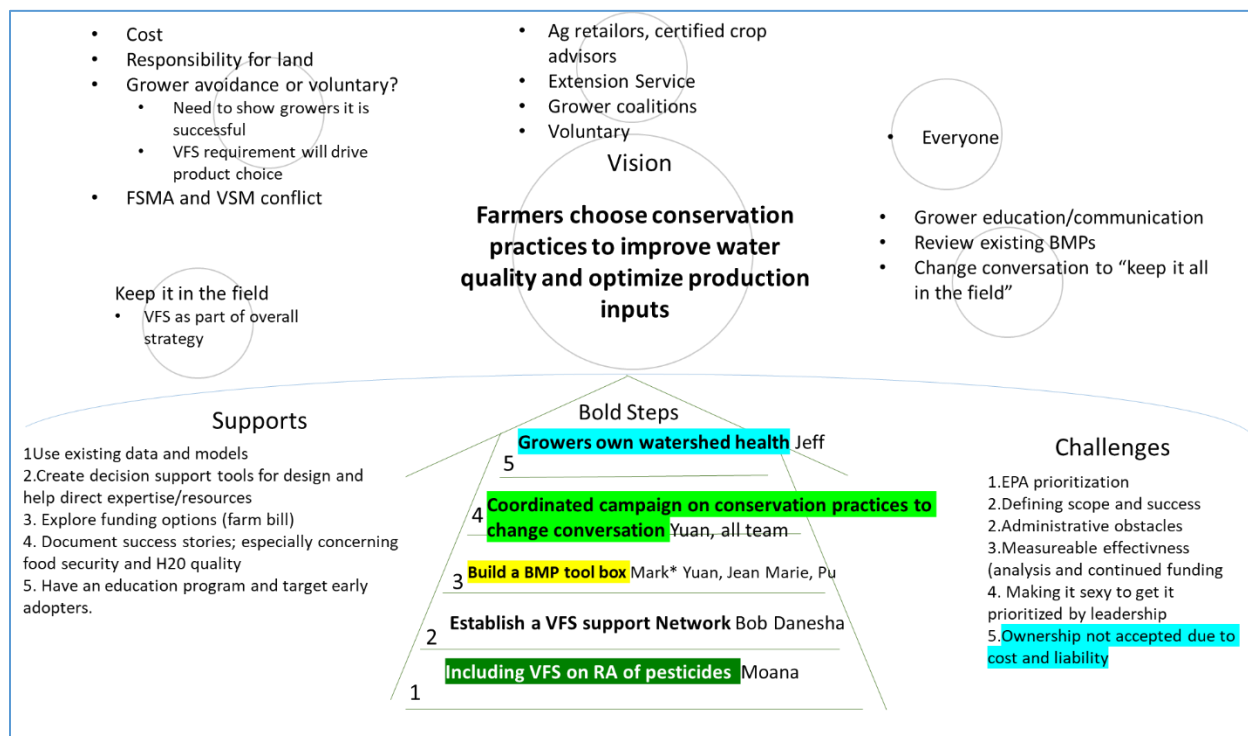 • Cost
• Responsibility for land
• Grower avoidance or voluntary?
• Need to show growers it is
successful
• VFS requirement will drive
product choice
• FSMA and VSM conflict
• Ag retailors, certified crop
advisors
• Extension Service
• Grower coalitions
• Voluntary
• Everyone
• Grower education/communication
• Review existing BMPs
• Change conversation to “keep it all
in the field”
Keep it in the field
• VFS as part of overall
strategy
Vision
Farmers choose conservation
practices to improve water
quality and optimize production
inputs
Supports
1Use existing data and models
2.Create decision support tools for design and
help direct expertise/resources
3. Explore funding options (farm bill)
4. Document success stories; especially concerning
food security and H20 quality
5. Have an education program and target early
adopters.
Bold Steps
Growers own watershed health Jeff
5
Coordinated campaign on conservation practices to
4 change conversation Yuan, all team
3 Build a BMP tool box Mark* Yuan, Jean Marie, Pu
2 Establish a VFS support Network Bob Danesha
Including VFS on RA of pesticides Moana
1
Challenges
1.EPA prioritization
2.Defining scope and success
2.Administrative obstacles
3.Measureable effectivness
(analysis and continued funding
4. Making it sexy to get it
prioritized by leadership
5.Ownership not accepted due to
cost and liability